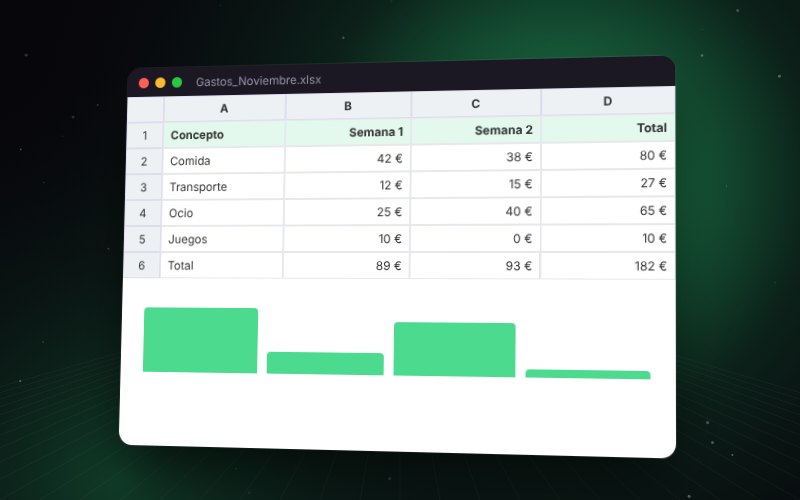 Gastos_Noviembre.xlsx
A B C D
1 Concepto Semana 1 Semana 2 Total
2 Comida 42 € 38 € 80 €
3 Transporte 12 € 15 € 27 €
4 Ocio 25 € 40 € 65 €
5 Juegos 10 € 0 € 10 €
6 Total 89 € 93 € 182 €